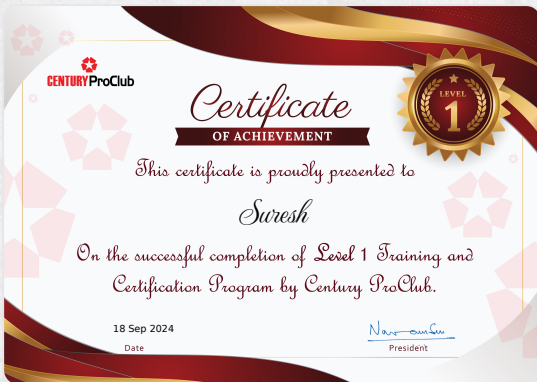 CENTURY ProClub
Certificate
OF ACHIEVEMENT
LEVEL
1
This certificate is proudly presented to
Suresh
On the successful completion of Level 1 Training and
Certification Program by Century ProClub.
18 Sep 2024
Date
President